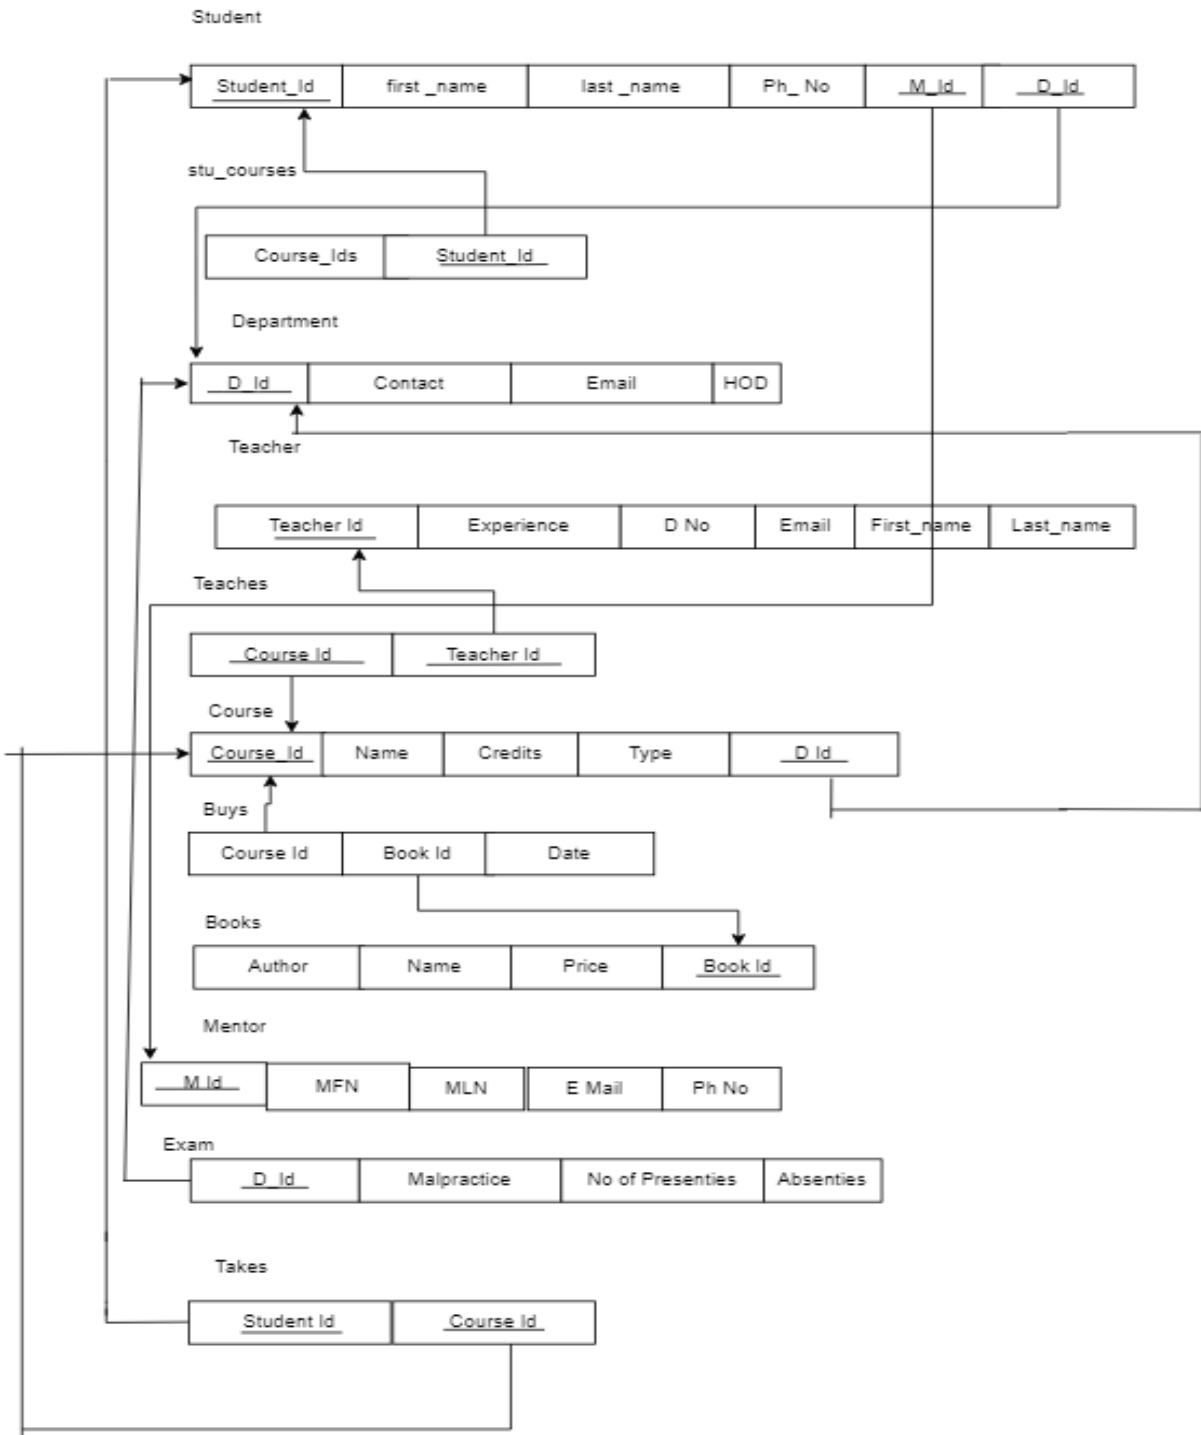 Student
Student_Id first _name last _name Ph_ No M_Id D_Id
stu_courses
Course_Ids Student_Id
Department
D_Id Contact Email HOD
Teacher
Teacher Id Experience D No Email First_name Last_name
Teaches
Course Id Teacher Id
Course
Course_Id Name Credits Type D Id
Buys
Course Id Book Id Date
Books
Author Name Price Book Id
Mentor
M Id MFN MLN E Mail Ph No
Exam
D_Id Malpractice No of Presenties Absenties
Takes
Student Id Course Id